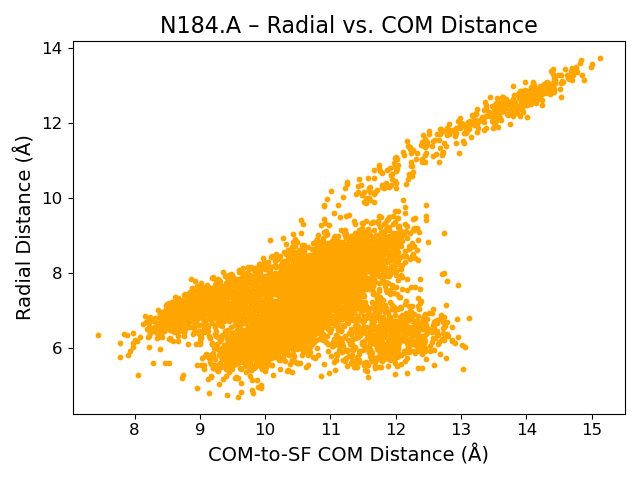 N184.A – Radial vs. COM Distance
14
12
10
8
6
Radial Distance (Å)
8 9 10 11 12 13 14 15
COM-to-SF COM Distance (Å)